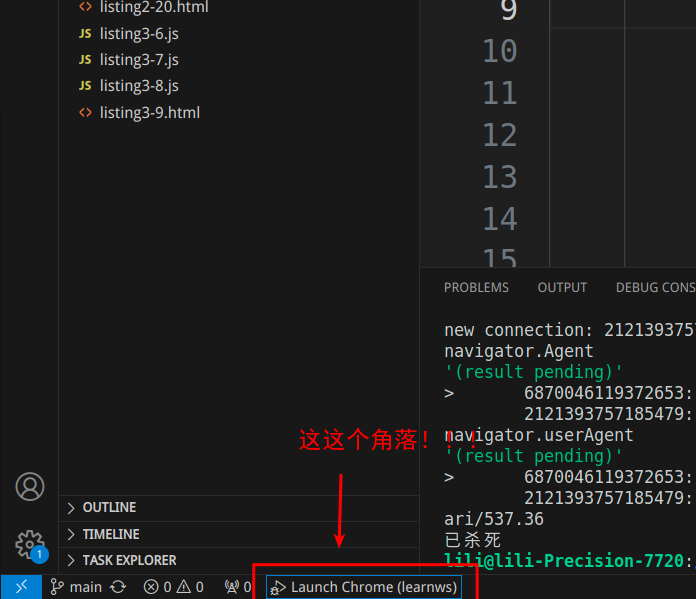 listing2-20.html
JS listing3-6.js
JS listing3-7.js
JS listing3-8.js
listing3-9.html
9
10
11
12
13
14
15
PROBLEMS OUTPUT DEBUG CONS
new connection: 2121393757
navigator.Agent
'(result pending)'
> 6870046119372653:
2121393757185479:
navigator.userAgent
'(result pending)'
> 6870046119372653:
2121393757185479:
ari/537.36
已杀死
lili@lili-Precision-7720:
这这个角落！！！
OUTLINE
TIMELINE
TASK EXPLORER
1
main 0 0 0 Launch Chrome (learnws)